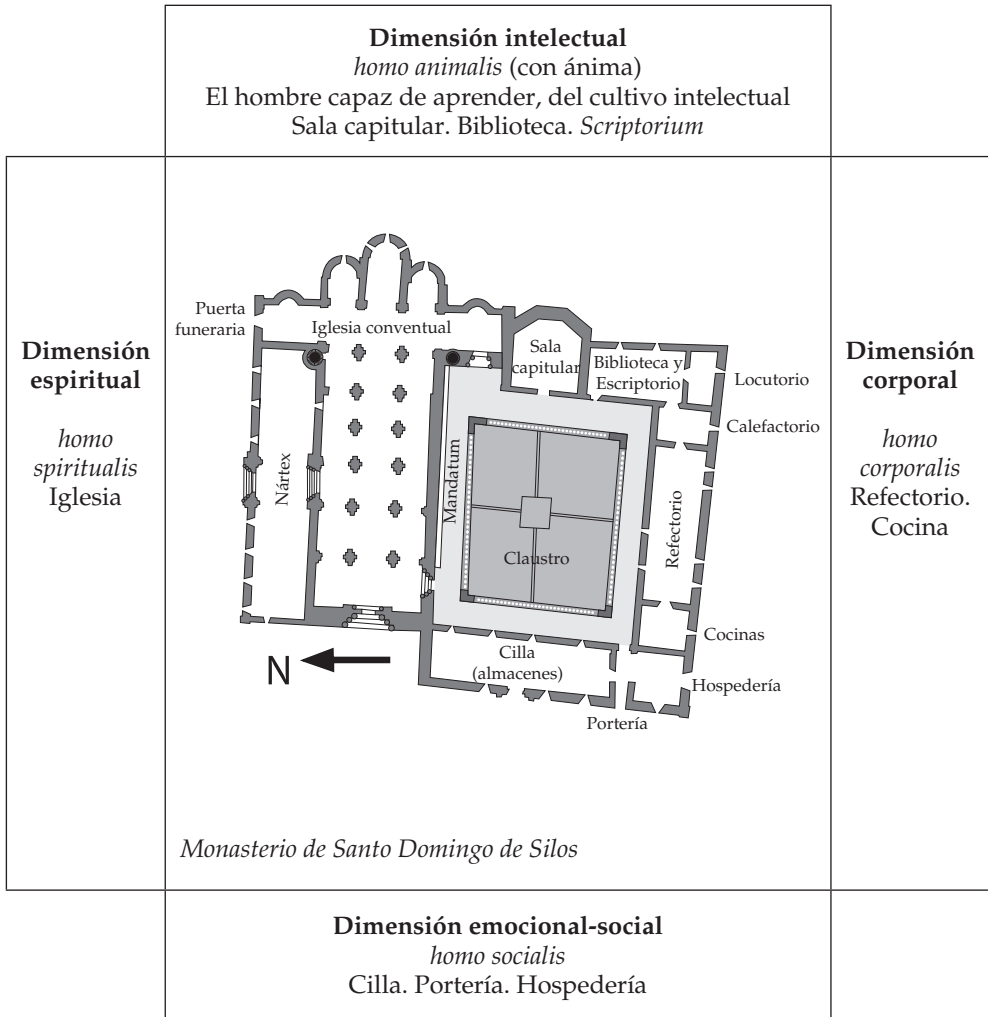 Dimensión intelectual
homo animalis (con ánima)
El hombre capaz de aprender, del cultivo intelectual
Sala capitular. Biblioteca. Scriptorium
Dimensión
espiritual
homo
spiritualis
Iglesia
Puerta
funeraria
Iglesia conventual
Sala
capitular
Biblioteca y
Escriptorio
Locutorio
Calefactorio
Nártex
Mandatum
Claustro
Refectorio
Cilla
(almacenes)
Cocinas
Hospedería
Portería
N
Monasterio de Santo Domingo de Silos
Dimensión
corporal
homo
corporalis
Refectorio.
Cocina
Dimensión emocional-social
homo socialis
Cilla. Portería. Hospedería